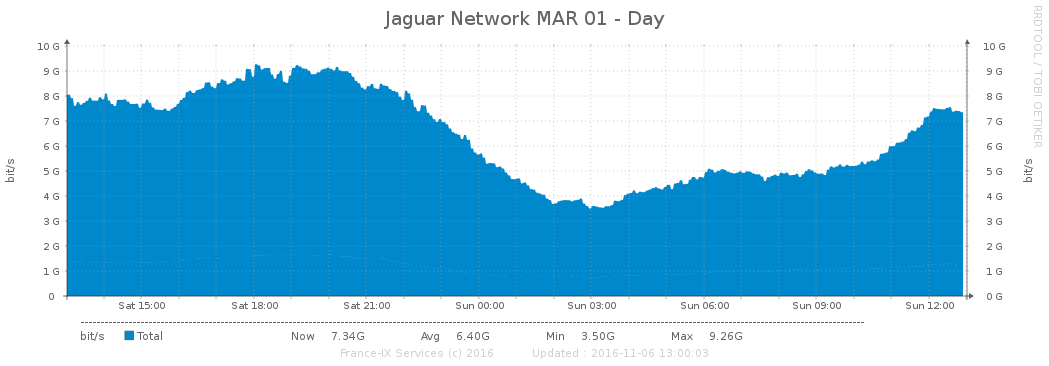 Jaguar Network MAR 01 - Day
RRDTOOL / TOBI OETIKER
10 G 10 G
9 G 9 G
8 G 8 G
7 G 7 G
6 G 6 G
5 G 5 G
4 G 4 G
3 G 3 G
2 G 2 G
1 G 1 G
0 0 G
bit/s bit/s
Sat 15:00 Sat 18:00 Sat 21:00 Sun 00:00 Sun 03:00 Sun 06:00 Sun 09:00 Sun 12:00
bit/s Total Now 7.34G Avg 6.40G Min 3.50G Max 9.26G
France-IX Services (c) 2016 Updated : 2016-11-06 13:00:03